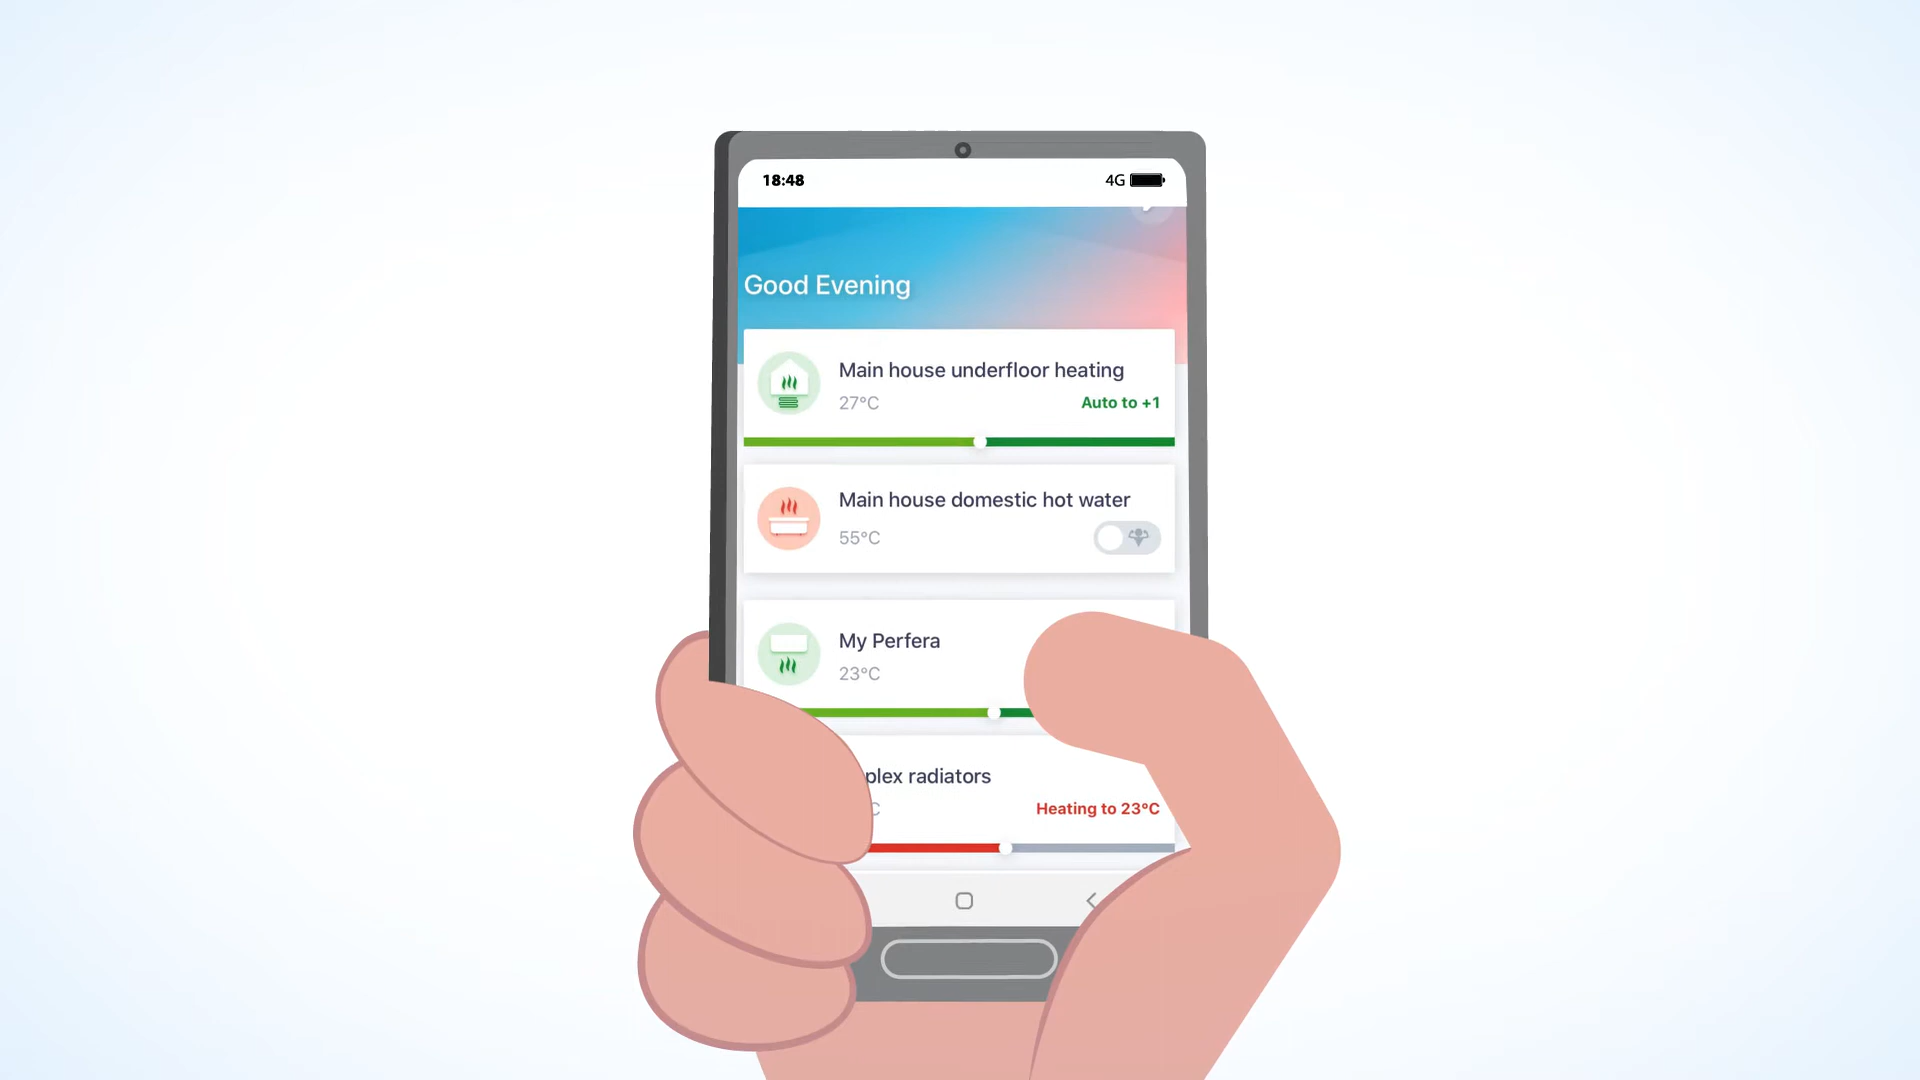 18:48
4G
Good Evening
Main house underfloor heating
27°C
Auto to +1
Main house domestic hot water
55°C
My Perfera
23°C
radiators
Heating to 23°C